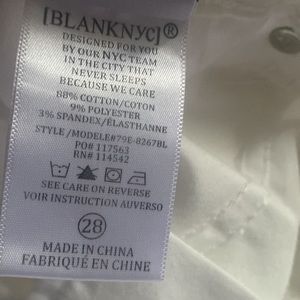 [BLANKNYC]®
DESIGNED FOR YOU
BY OUR NYC TEAM
IN THE CITY THAT
NEVER SLEEPS
BECAUSE WE CARE
88% COTTON/COTON
9% POLYESTER
3% SPANDEX/ÉLASTHANNE
STYLE /MODELE#79E-8267BL
PO# 117563
RN# 114542
SEE CARE ON REVERSE
VOIR INSTRUCTION AUVERSO
28
MADE IN CHINA
FABRIQUÉ EN CHINE